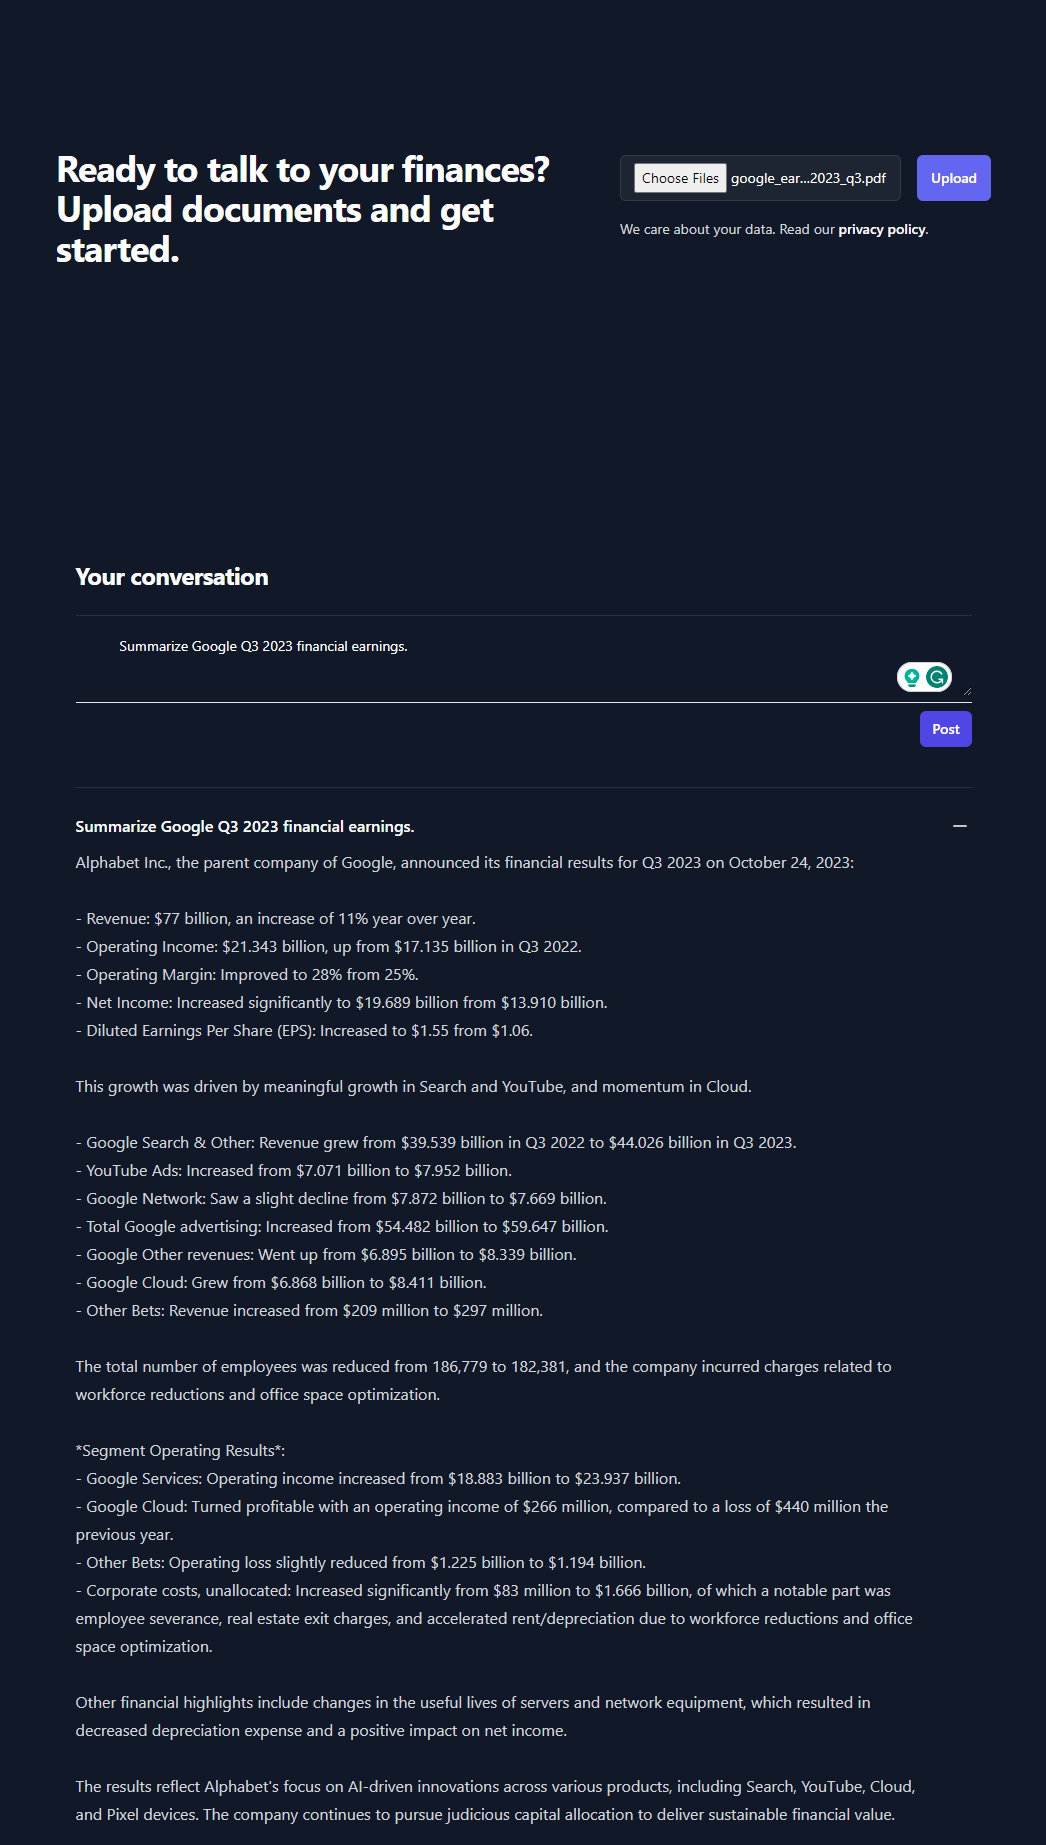 Ready to talk to your finances?
Upload documents and get
started.
Choose Files google_ear...2023_q3.pdf
Upload
We care about your data. Read our privacy policy.
Your conversation
Summarize Google Q3 2023 financial earnings.
Post
Summarize Google Q3 2023 financial earnings.
Alphabet Inc., the parent company of Google, announced its financial results for Q3 2023 on October 24, 2023:
- Revenue: $77 billion, an increase of 11% year over year.
- Operating Income: $21.343 billion, up from $17.135 billion in Q3 2022.
- Operating Margin: Improved to 28% from 25%.
- Net Income: Increased significantly to $19.689 billion from $13.910 billion.
- Diluted Earnings Per Share (EPS): Increased to $1.55 from $1.06.
This growth was driven by meaningful growth in Search and YouTube, and momentum in Cloud.
- Google Search & Other: Revenue grew from $39.539 billion in Q3 2022 to $44.026 billion in Q3 2023.
- YouTube Ads: Increased from $7.071 billion to $7.952 billion.
- Google Network: Saw a slight decline from $7.872 billion to $7.669 billion.
- Total Google advertising: Increased from $54.482 billion to $59.647 billion.
- Google Other revenues: Went up from $6.895 billion to $8.339 billion.
- Google Cloud: Grew from $6.868 billion to $8.411 billion.
- Other Bets: Revenue increased from $209 million to $297 million.
The total number of employees was reduced from 186,779 to 182,381, and the company incurred charges related to
workforce reductions and office space optimization.
*Segment Operating Results*:
- Google Services: Operating income increased from $18.883 billion to $23.937 billion.
- Google Cloud: Turned profitable with an operating income of $266 million, compared to a loss of $440 million the
previous year.
- Other Bets: Operating loss slightly reduced from $1.225 billion to $1.194 billion.
- Corporate costs, unallocated: Increased significantly from $83 million to $1.666 billion, of which a notable part was
employee severance, real estate exit charges, and accelerated rent/depreciation due to workforce reductions and office
space optimization.
Other financial highlights include changes in the useful lives of servers and network equipment, which resulted in
decreased depreciation expense and a positive impact on net income.
The results reflect Alphabet's focus on AI-driven innovations across various products, including Search, YouTube, Cloud,
and Pixel devices. The company continues to pursue judicious capital allocation to deliver sustainable financial value.